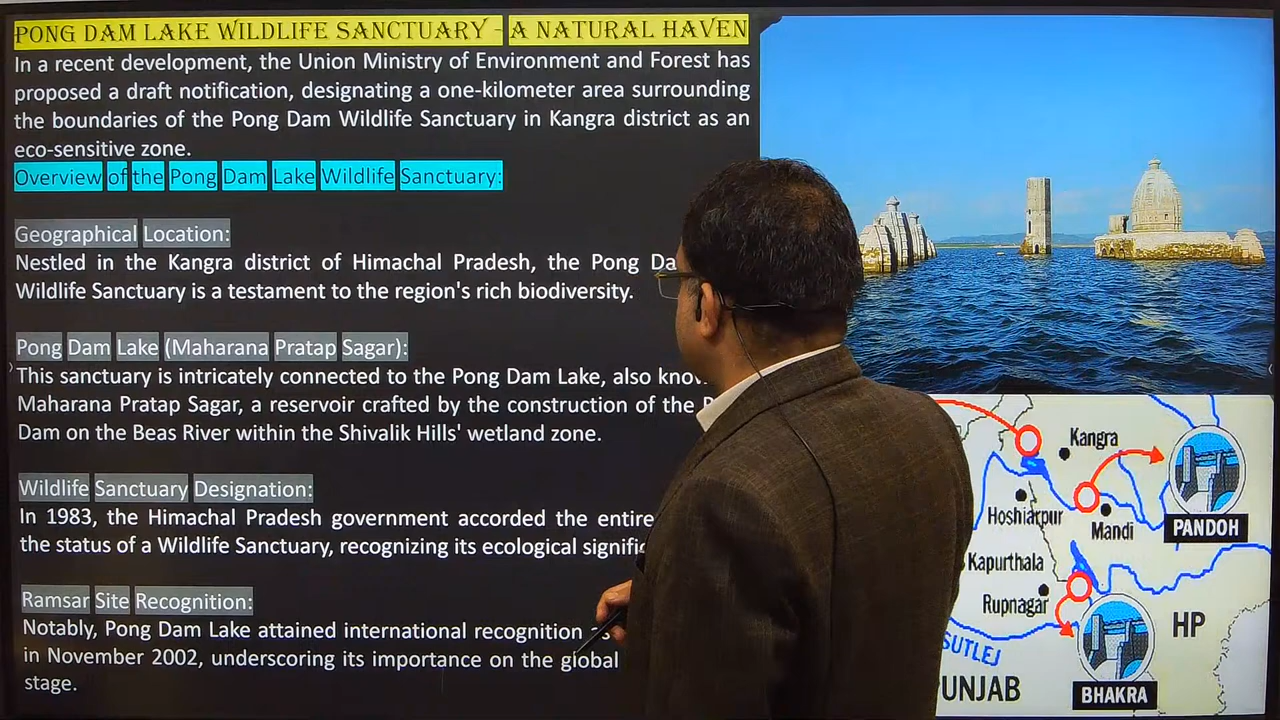 PONG DAM LAKE WILDLIFE SANCTUARY - A NATURAL HAVEN
In a recent development, the Union Ministry of Environment and Forest has
proposed a draft notification, designating a one-kilometer area surrounding
the boundaries of the Pong Dam Wildlife Sanctuary in Kangra district as an
eco-sensitive zone.
Overview of the Pong Dam Lake Wildlife Sanctuary:
Geographical Location:
Nestled in the Kangra district of Himachal Pradesh, the Pong
Wildlife Sanctuary is a testament to the region's rich biodiversity.
Pong Dam Lake (Maharana Pratap Sagar):
This sanctuary is intricately connected to the Pong Dam Lake, also
Maharana Pratap Sagar, a reservoir crafted by the construction of the
Dam on the Beas River within the Shivalik Hills' wetland zone.
Wildlife Sanctuary Designation:
In 1983, the Himachal Pradesh government accorded the entire
the status of a Wildlife Sanctuary, recognizing its ecological
Ramsar Site Recognition:
Notably, Pong Dam Lake attained international recognition
in November 2002, underscoring its importance on the global
stage.
Kangra
Hoshiarpur
Mandi
PANDOH
Kapurthala
Rupnagar
HP
SUTLEJ
BHAKRA